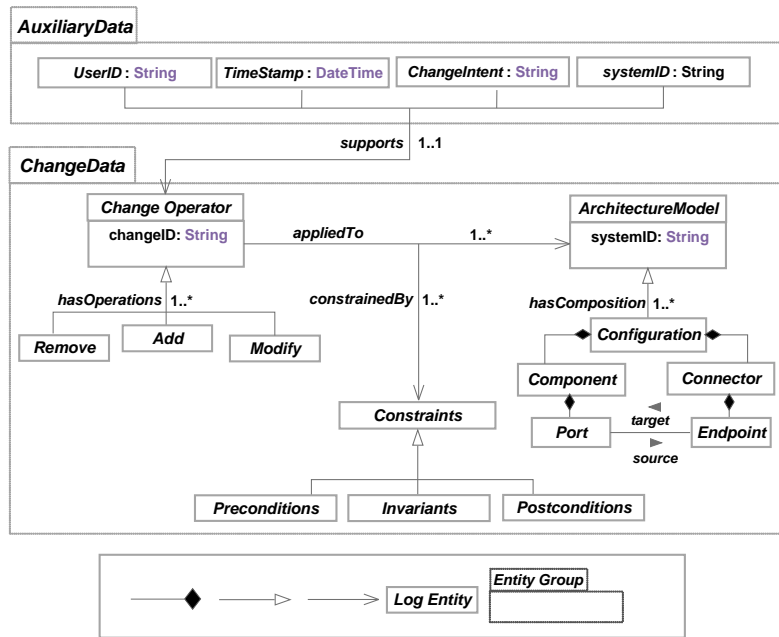 AuxiliaryData
UserID : String
TimeStamp : DateTime
ChangeIntent : String
systemID : String
supports 1..1
ChangeData
Change Operator
changeID: String
ArchitectureModel
systemID: String
appliedTo 1..*
hasOperations 1..*
constrainedBy 1..*
hasComposition 1..*
Remove
Add
Modify
Configuration
Component
Connector
Constraints
Port
target
source
Endpoint
Preconditions
Invariants
Postconditions
Log Entity
Entity Group